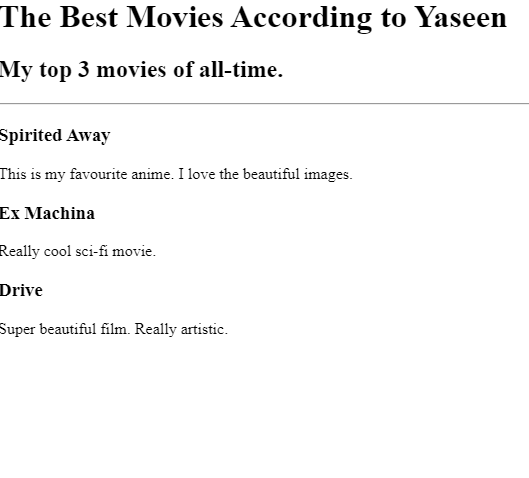 The Best Movies According to Yaseen
My top 3 movies of all-time.
Spirited Away
This is my favourite anime. I love the beautiful images.
Ex Machina
Really cool sci-fi movie.
Drive
Super beautiful film. Really artistic.